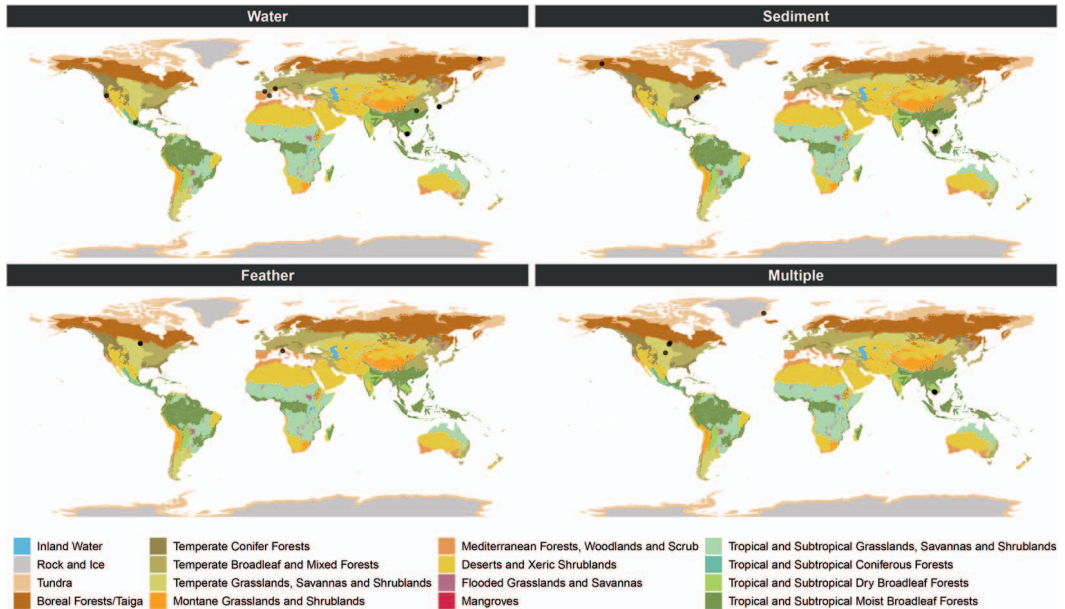 Water
Sediment
Feather
Multiple
Inland Water
Rock and Ice
Tundra
Boreal Forests/Taiga
Temperate Conifer Forests
Temperate Broadleaf and Mixed Forests
Temperate Grasslands, Savannas and Shrublands
Montane Grasslands and Shrublands
Mediterranean Forests, Woodlands and Scrub
Deserts and Xeric Shrublands
Flooded Grasslands and Savannas
Mangroves
Tropical and Subtropical Grasslands, Savannas and Shrublands
Tropical and Subtropical Coniferous Forests
Tropical and Subtropical Dry Broadleaf Forests
Tropical and Subtropical Moist Broadleaf Forests